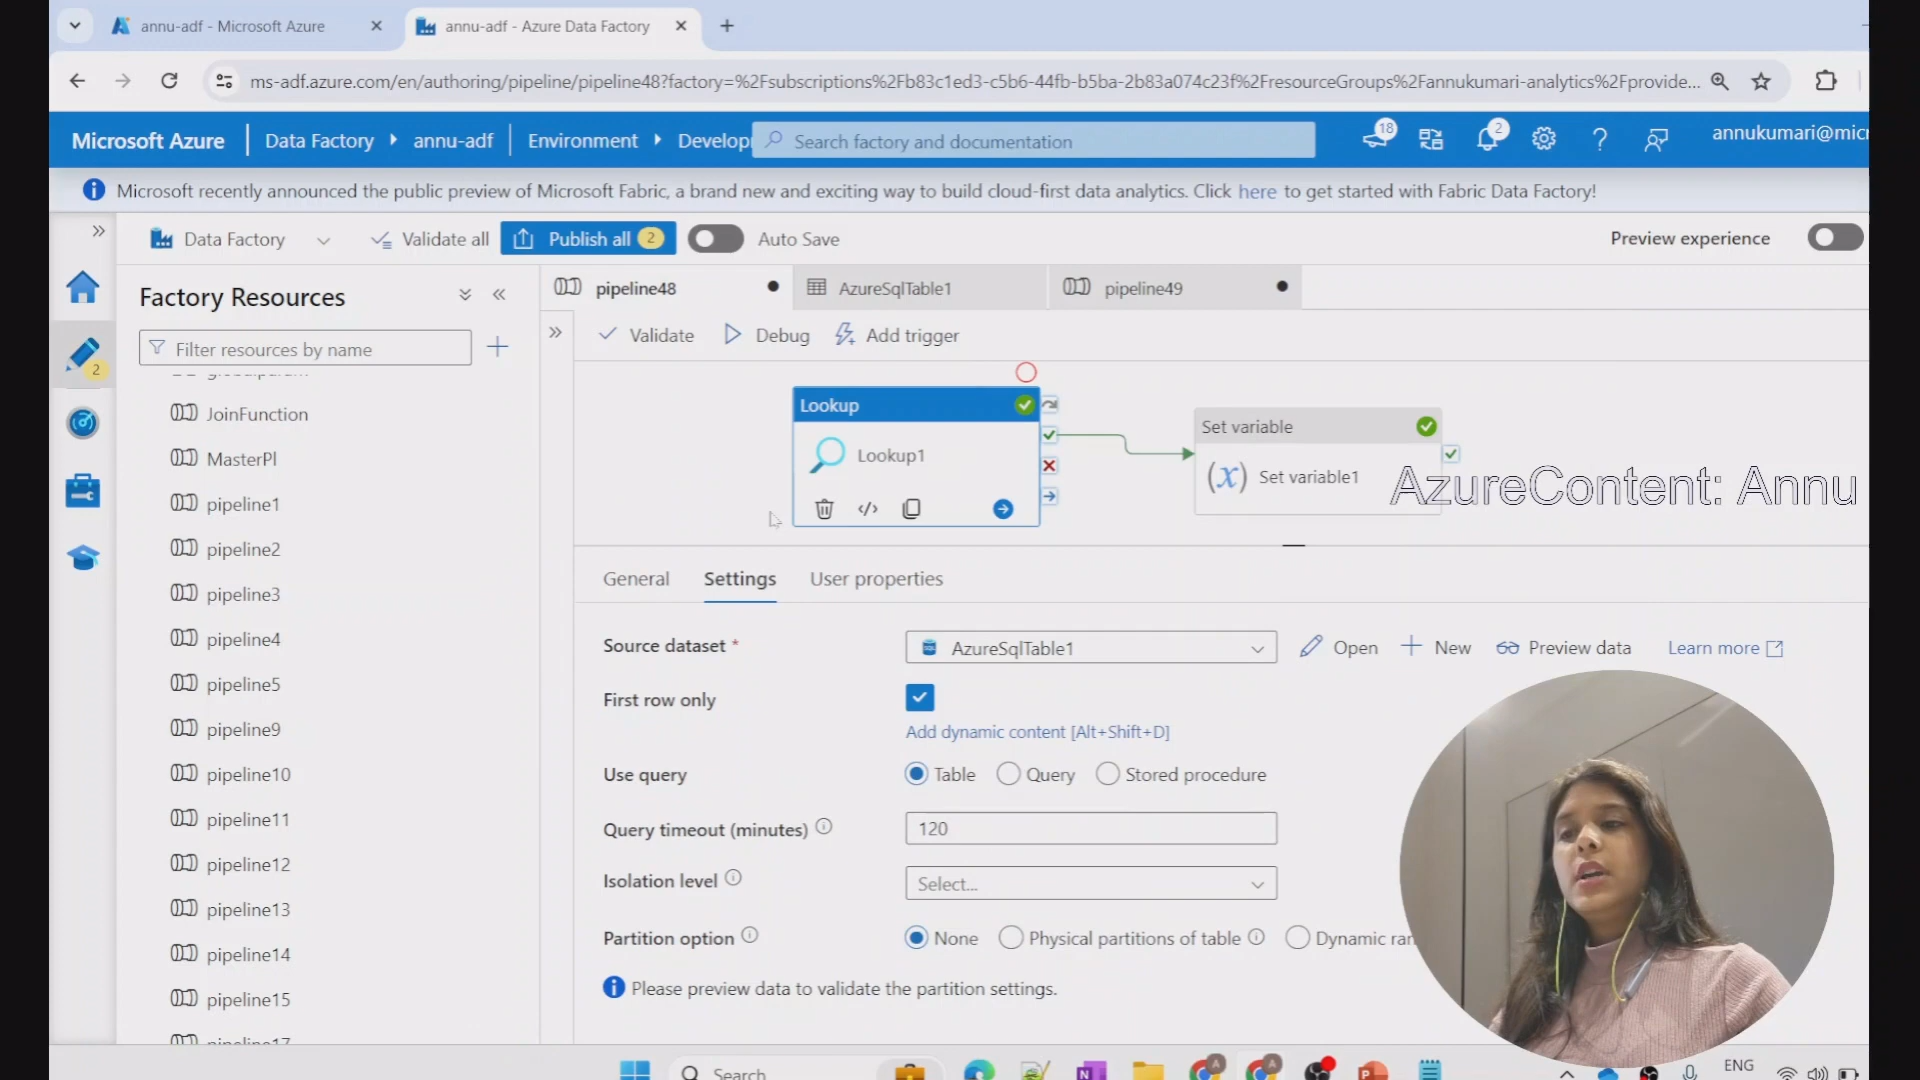 annu-adf - Microsoft Azure
annu-adf - Azure Data Factory
ms-adf.azure.com/en/authoring/pipeline/pipeline48?factory=%2Fsubscriptions%2Fb83c1ed3-c5b6-44fb-b5ba-2b83a074c23f%2FresourceGroups%2Fannukumari-analytics%2Fprovide...
Microsoft Azure
Data Factory
annu-adf
Environment
Develop
Search factory and documentation
18
2
annukumari@mic
Microsoft recently announced the public preview of Microsoft Fabric, a brand new and exciting way to build cloud-first data analytics. Click here to get started with Fabric Data Factory!
Data Factory
Validate all
Publish all 2
Auto Save
Preview experience
2
Factory Resources
Filter resources by name
JoinFunction
MasterPl
pipeline1
pipeline2
pipeline3
pipeline4
pipeline5
pipeline9
pipeline10
pipeline11
pipeline12
pipeline13
pipeline14
pipeline15
pipeline17
pipeline48
AzureSqlTable1
pipeline49
Validate
Debug
Add trigger
Lookup
Lookup1
Set variable
(x) Set variable1
AzureContent: Annu
General
Settings
User properties
Source dataset *
AzureSqlTable1
Open
New
Preview data
Learn more
First row only
Add dynamic content [Alt+Shift+D]
Use query
Table
Query
Stored procedure
Query timeout (minutes)
120
Isolation level
Select...
Partition option
None
Physical partitions of table
Dynamic ran
Please preview data to validate the partition settings.
Search
ENG